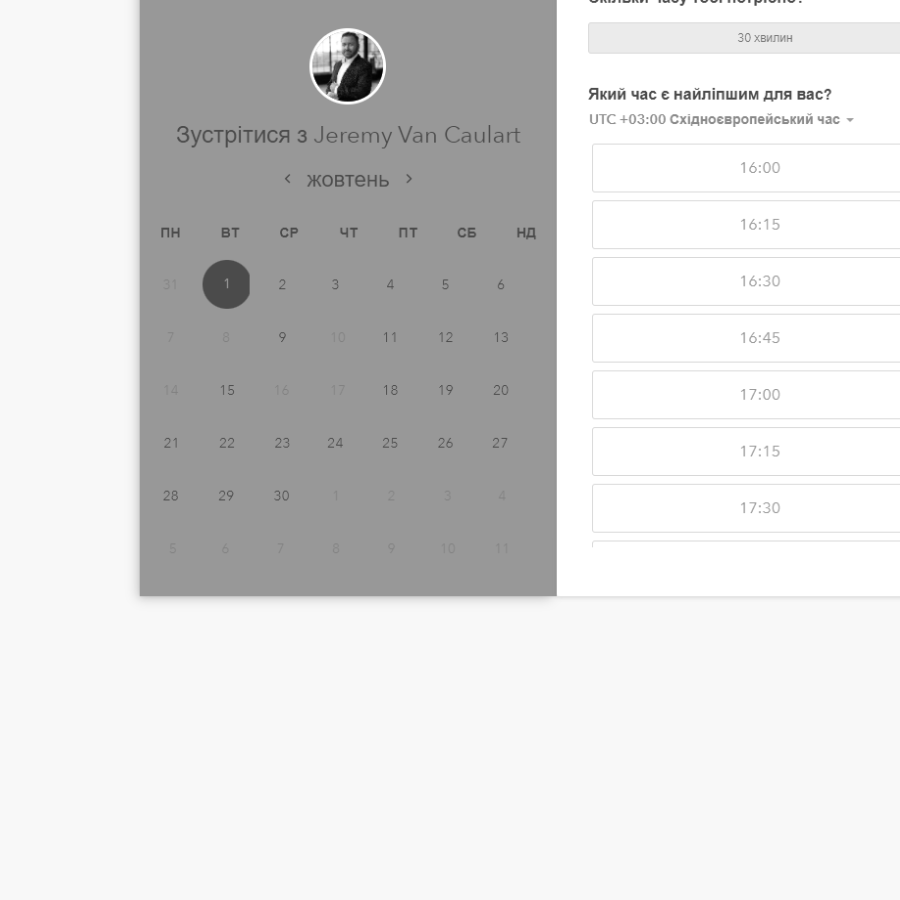 Зустрітися з Jeremy Van Caulart
жовтень
ПН ВТ СР ЧТ ПТ СБ НД
31 1 2 3 4 5 6
7 8 9 10 11 12 13
14 15 16 17 18 19 20
21 22 23 24 25 26 27
28 29 30 1 2 3 4
5 6 7 8 9 10 11
30 хвилин
Який час є найліпшим для вас?
UTC +03:00 Східноєвропейський час
16:00
16:15
16:30
16:45
17:00
17:15
17:30